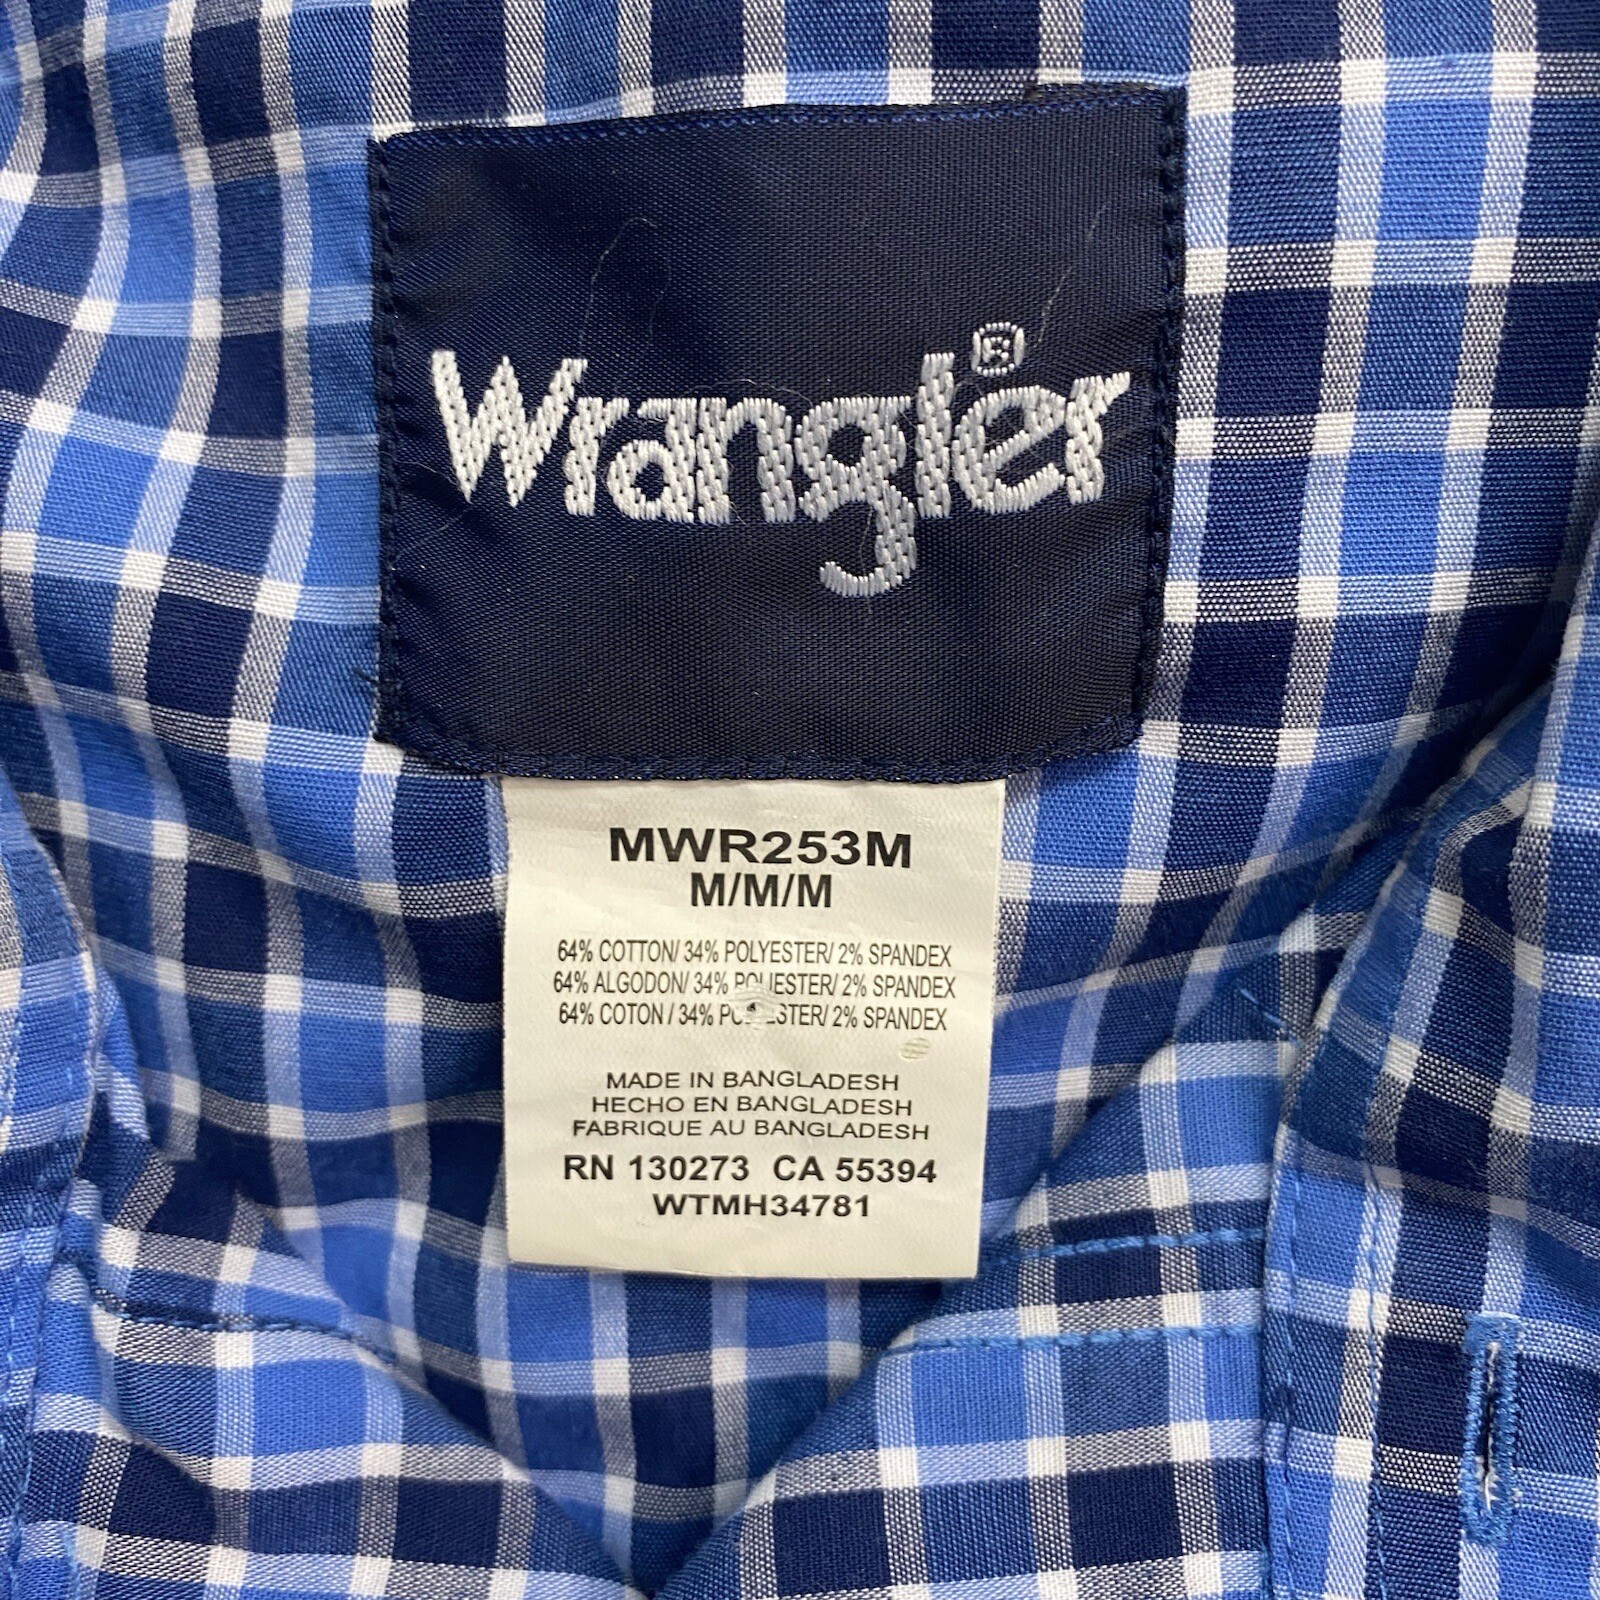 Wrangler®
MWR253M
M/M/M
64% COTTON/ 34% POLYESTER/ 2% SPANDEX
64% ALGODON/ 34% POLIESTER/ 2% SPANDEX
64% COTON / 34% / 2% SPANDEX
MADE IN BANGLADESH
HECHO EN BANGLADESH
FABRIQUE AU BANGLADESH
RN 130273 CA 55394
WTMH34781